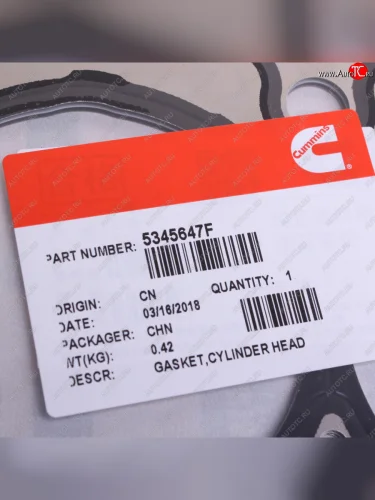 www.AutoTC.ru
Cummins
PART NUMBER: 5345647F
ORIGIN: CN QUANTITY: 1
DATE: 03/16/2018
PACKAGER: CHN
WT(KG): 0.42
DESCR: GASKET,CYLINDER HEAD